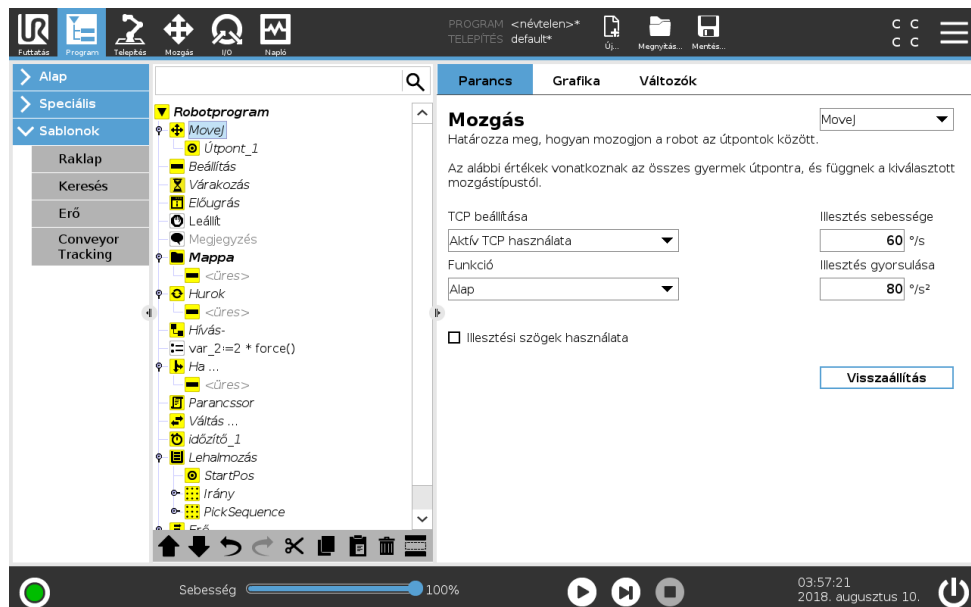 PROGRAM <névtelen>*
TELEPÍTÉS default*
Futtatás
Program
Telepítés
Mozgás
I/O
Napló
Új...
Megnyitás...
Mentés...
C C
C C
Alap
Speciális
Sablonok
Raklap
Keresés
Erő
Conveyor
Tracking
Robotprogram
MoveJ
Útpont_1
Beállítás
Várakozás
Előugrás
Leállít
Megjegyzés
Mappa
<üres>
Hurok
<üres>
Hívás-
var_2:=2 * force()
Ha ...
<üres>
Parancssor
Váltás ...
időzítő_1
Lehalmozás
StartPos
Irány
PickSequence
Erő
Parancs
Grafika
Változók
Mozgás
MoveJ
Határozza meg, hogyan mozogjon a robot az útpontok között.
Az alábbi értékek vonatkoznak az összes gyermek útpontra, és függnek a kiválasztott
mozgástípustól.
TCP beállítása
Illesztés sebessége
Aktív TCP használata
60 °/s
Funkció
Illesztés gyorsulása
Alap
80 °/s²
Illesztési szögek használata
Visszaállítás
Sebesség
100%
03:57:21
2018. augusztus 10.